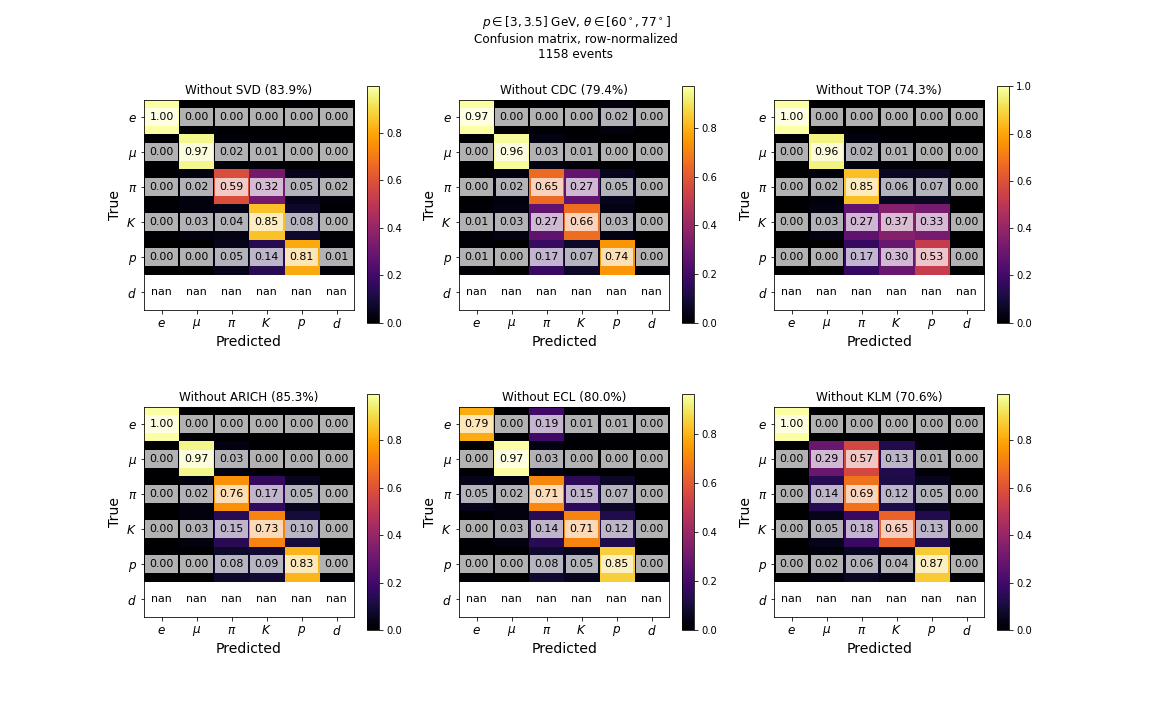 p ∈ [3, 3.5] GeV, θ ∈ [60°, 77°]
Confusion matrix, row-normalized
1158 events
Without SVD (83.9%)
True
e 1.00 0.00 0.00 0.00 0.00 0.00
μ 0.00 0.97 0.02 0.01 0.00 0.00
π 0.00 0.02 0.59 0.32 0.05 0.02
K 0.00 0.03 0.04 0.85 0.08 0.00
p 0.00 0.00 0.05 0.14 0.81 0.01
d nan nan nan nan nan nan
e μ π K p d
Predicted
0.8
0.6
0.4
0.2
0.0
Without CDC (79.4%)
True
e 0.97 0.00 0.00 0.00 0.02 0.00
μ 0.00 0.96 0.03 0.01 0.00 0.00
π 0.00 0.02 0.65 0.27 0.05 0.00
K 0.01 0.03 0.27 0.66 0.03 0.00
p 0.01 0.00 0.17 0.07 0.74 0.00
d nan nan nan nan nan nan
e μ π K p d
Predicted
0.8
0.6
0.4
0.2
0.0
Without TOP (74.3%)
True
e 1.00 0.00 0.00 0.00 0.00 0.00
μ 0.00 0.96 0.02 0.01 0.00 0.00
π 0.00 0.02 0.85 0.06 0.07 0.00
K 0.00 0.03 0.27 0.37 0.33 0.00
p 0.00 0.00 0.17 0.30 0.53 0.00
d nan nan nan nan nan nan
e μ π K p d
Predicted
1.0
0.8
0.6
0.4
0.2
0.0
Without ARICH (85.3%)
True
e 1.00 0.00 0.00 0.00 0.00 0.00
μ 0.00 0.97 0.03 0.00 0.00 0.00
π 0.00 0.02 0.76 0.17 0.05 0.00
K 0.00 0.03 0.15 0.73 0.10 0.00
p 0.00 0.00 0.08 0.09 0.83 0.00
d nan nan nan nan nan nan
e μ π K p d
Predicted
0.8
0.6
0.4
0.2
0.0
Without ECL (80.0%)
True
e 0.79 0.00 0.19 0.01 0.01 0.00
μ 0.00 0.97 0.03 0.00 0.00 0.00
π 0.05 0.02 0.71 0.15 0.07 0.00
K 0.00 0.03 0.14 0.71 0.12 0.00
p 0.00 0.00 0.08 0.05 0.85 0.00
d nan nan nan nan nan nan
e μ π K p d
Predicted
0.8
0.6
0.4
0.2
0.0
Without KLM (70.6%)
True
e 1.00 0.00 0.00 0.00 0.00 0.00
μ 0.00 0.29 0.57 0.13 0.01 0.00
π 0.00 0.14 0.69 0.12 0.05 0.00
K 0.00 0.05 0.18 0.65 0.13 0.00
p 0.00 0.02 0.06 0.04 0.87 0.00
d nan nan nan nan nan nan
e μ π K p d
Predicted
0.8
0.6
0.4
0.2
0.0